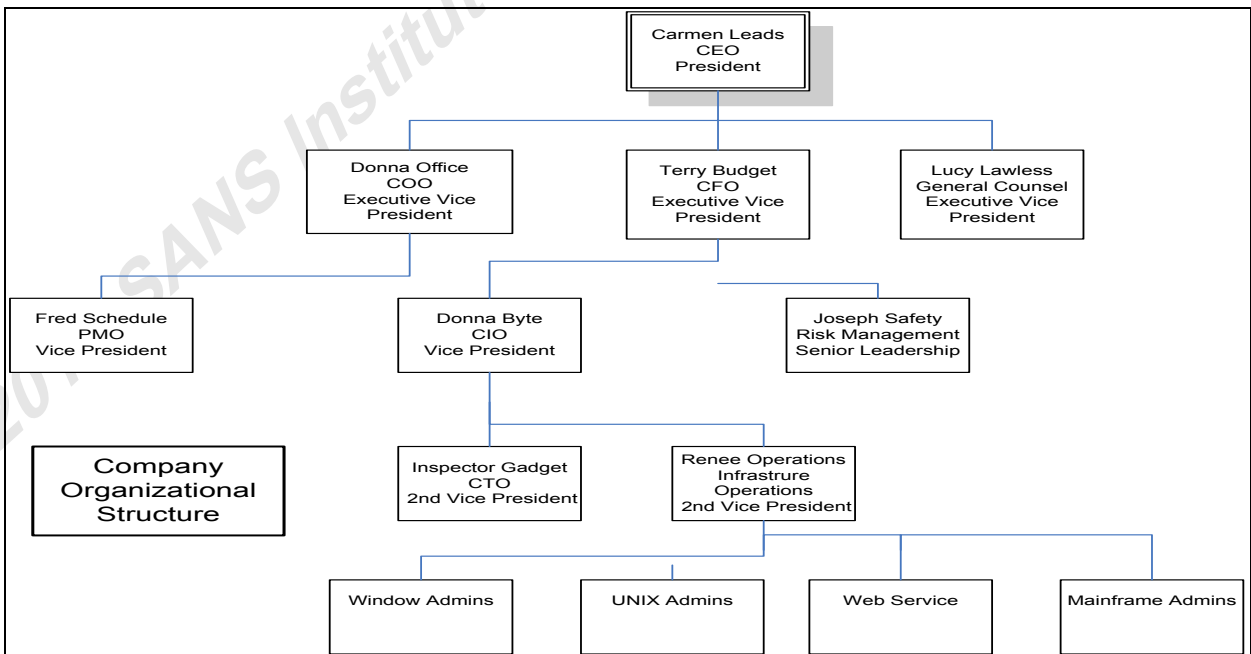 Carmen Leads
CEO
President
Donna Office
COO
Executive Vice
President
Terry Budget
CFO
Executive Vice
President
Lucy Lawless
General Counsel
Executive Vice
President
Fred Schedule
PMO
Vice President
Donna Byte
CIO
Vice President
Joseph Safety
Risk Management
Senior Leadership
Company
Organizational
Structure
Inspector Gadget
CTO
2nd Vice President
Renee Operations
Infrastrure
Operations
2nd Vice President
Window Admins
UNIX Admins
Web Service
Mainframe Admins
SANS